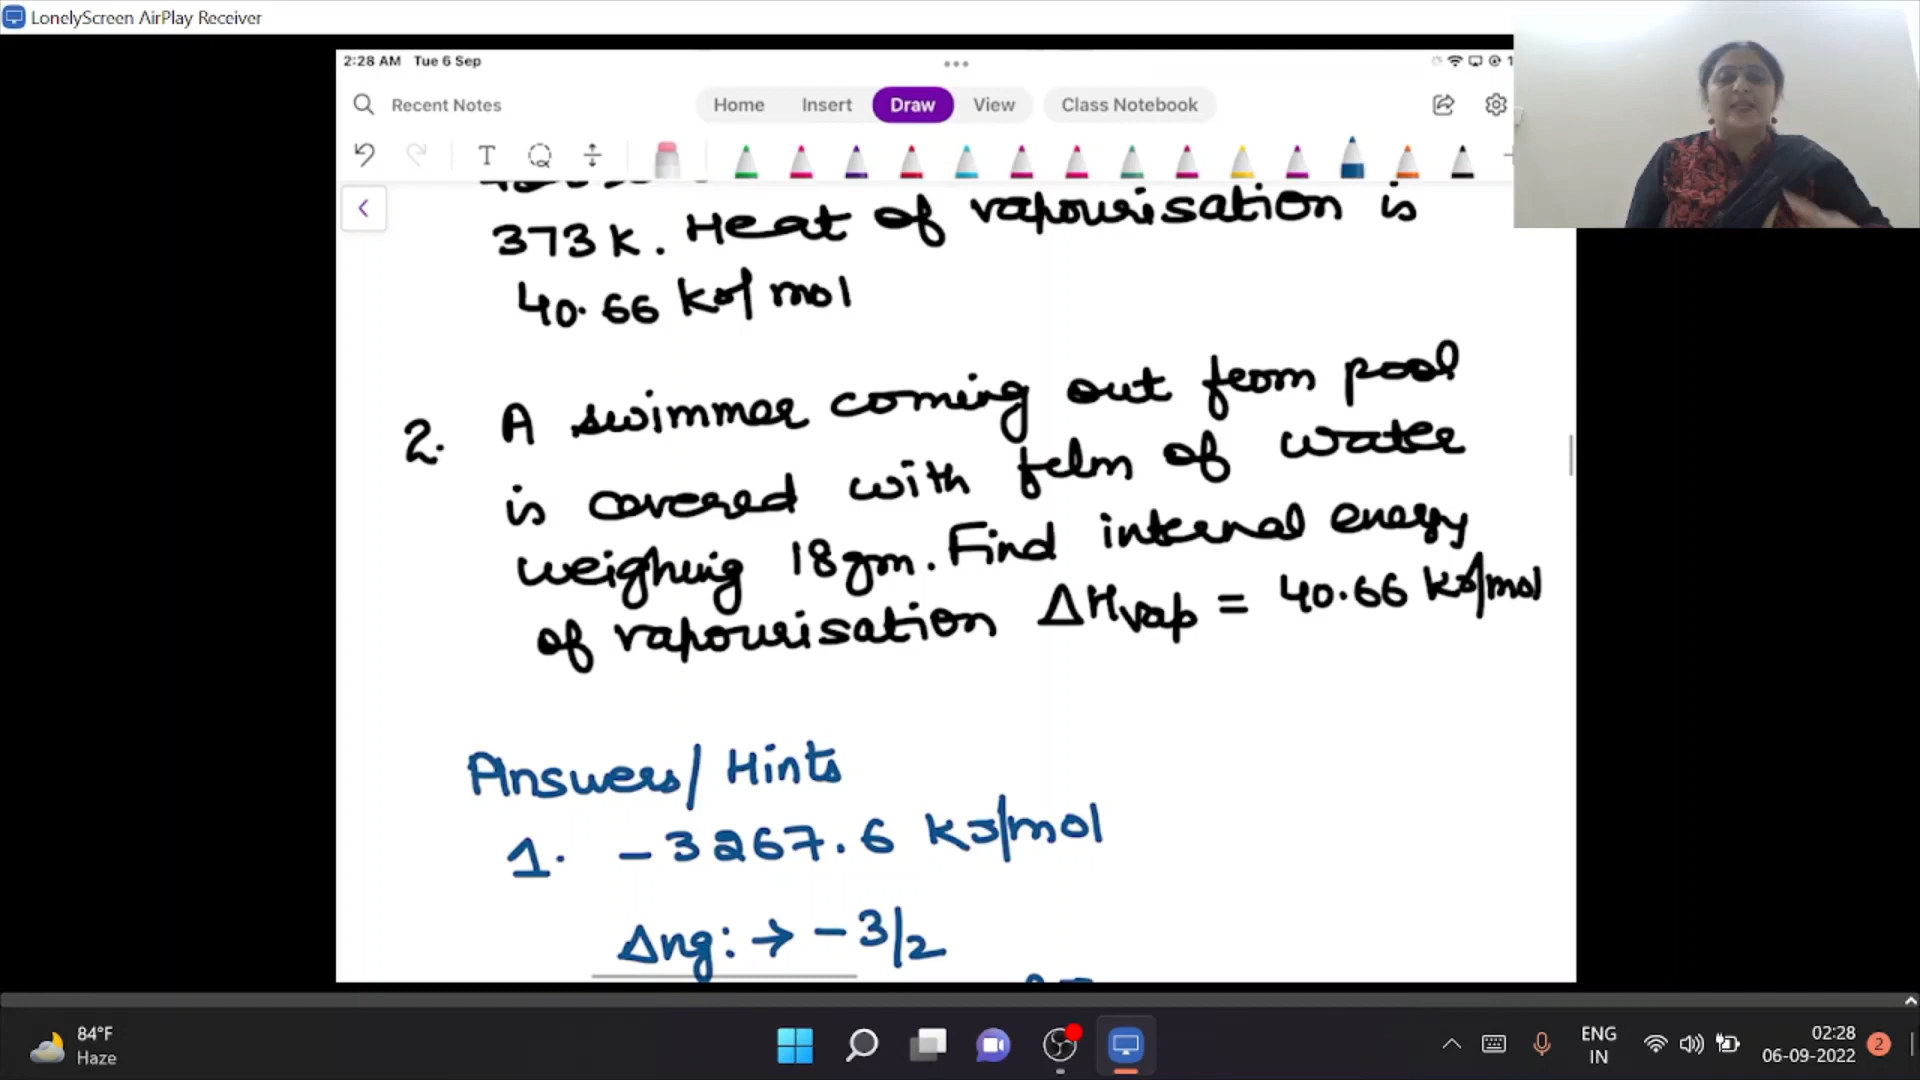 LonelyScreen AirPlay Receiver
2:28 AM Tue 6 Sep
Recent Notes
Home Insert Draw View Class Notebook
373 K. Heat of vapourisation is
40.66 kJ/mol
2. A swimmer coming out from pool
is covered with film of water
weighing 18gm. Find internal energy
of vapourisation ΔHvap = 40.66 kJ/mol
Answers/ Hints
1. - 3267.6 kJ/mol
Δng: → - 3/2
84°F
Haze
ENG
IN
02:28
06-09-2022
2